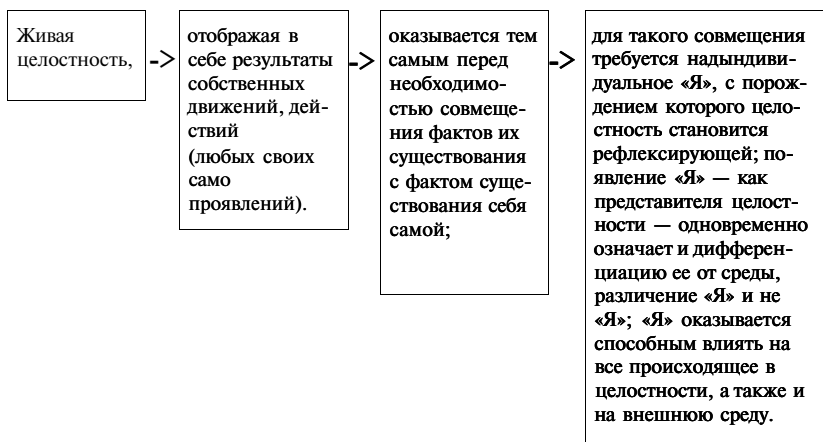 Живая
целостность,
->
отображая в
себе результаты
собственных
движений, дей-
ствий
(любых своих
само
проявлений).
->
оказывается тем
самым перед
необходимо-
стью совмеще-
ния фактов их
существования
с фактом суще-
ствования себя
самой;
->
для такого совмещения
требуется надындиви-
дуальное «Я», с порож-
дением которого цело-
стность становится
рефлексирующей; по-
явление «Я» — как
представителя целост-
ности — одновременно
означает и дифферен-
циацию ее от среды,
различение «Я» и не
«Я»; «Я» оказывается
способным влиять на
все происходящее в
целостности, а также и
на внешнюю среду.